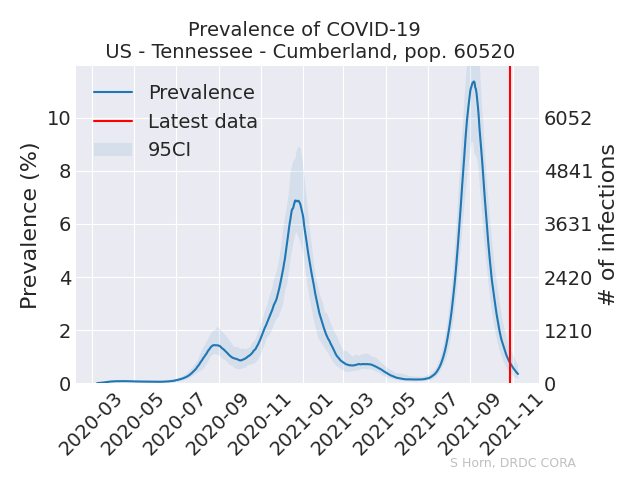 Prevalence of COVID-19
US - Tennessee - Cumberland, pop. 60520
Prevalence
Latest data
95CI
Prevalence (%)
10
8
6
4
2
0
6052
4841
3631
2420
1210
0
# of infections
2020-03
2020-05
2020-07
2020-09
2020-11
2021-01
2021-03
2021-05
2021-07
2021-09
2021-11
S Horn, DRDC CORA